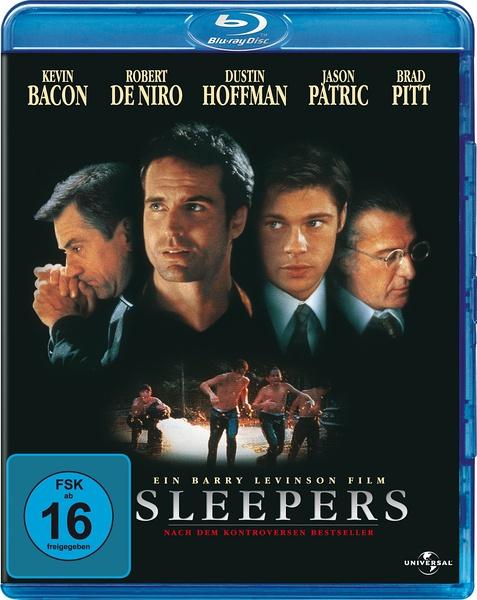 Blu-ray Disc
KEVIN BACON
ROBERT DE NIRO
DUSTIN HOFFMAN
JASON PATRIC
BRAD PITT
EIN BARRY LEVINSON FILM
SLEEPERS
NACH DEM KONTROVERSEN BESTSELLER
FSK
ab
16
freigegeben
UNIVERSAL